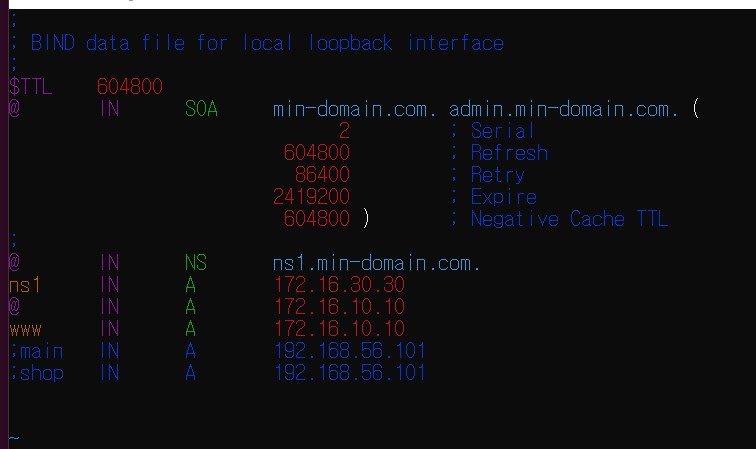 ;
; BIND data file for local loopback interface
;
$TTL 604800
@ IN SOA min-domain.com. admin.min-domain.com. (
2 ; Serial
604800 ; Refresh
86400 ; Retry
2419200 ; Expire
604800 ) ; Negative Cache TTL
;
@ IN NS ns1.min-domain.com.
ns1 IN A 172.16.30.30
@ IN A 172.16.10.10
www IN A 172.16.10.10
;main IN A 192.168.56.101
;shop IN A 192.168.56.101
~